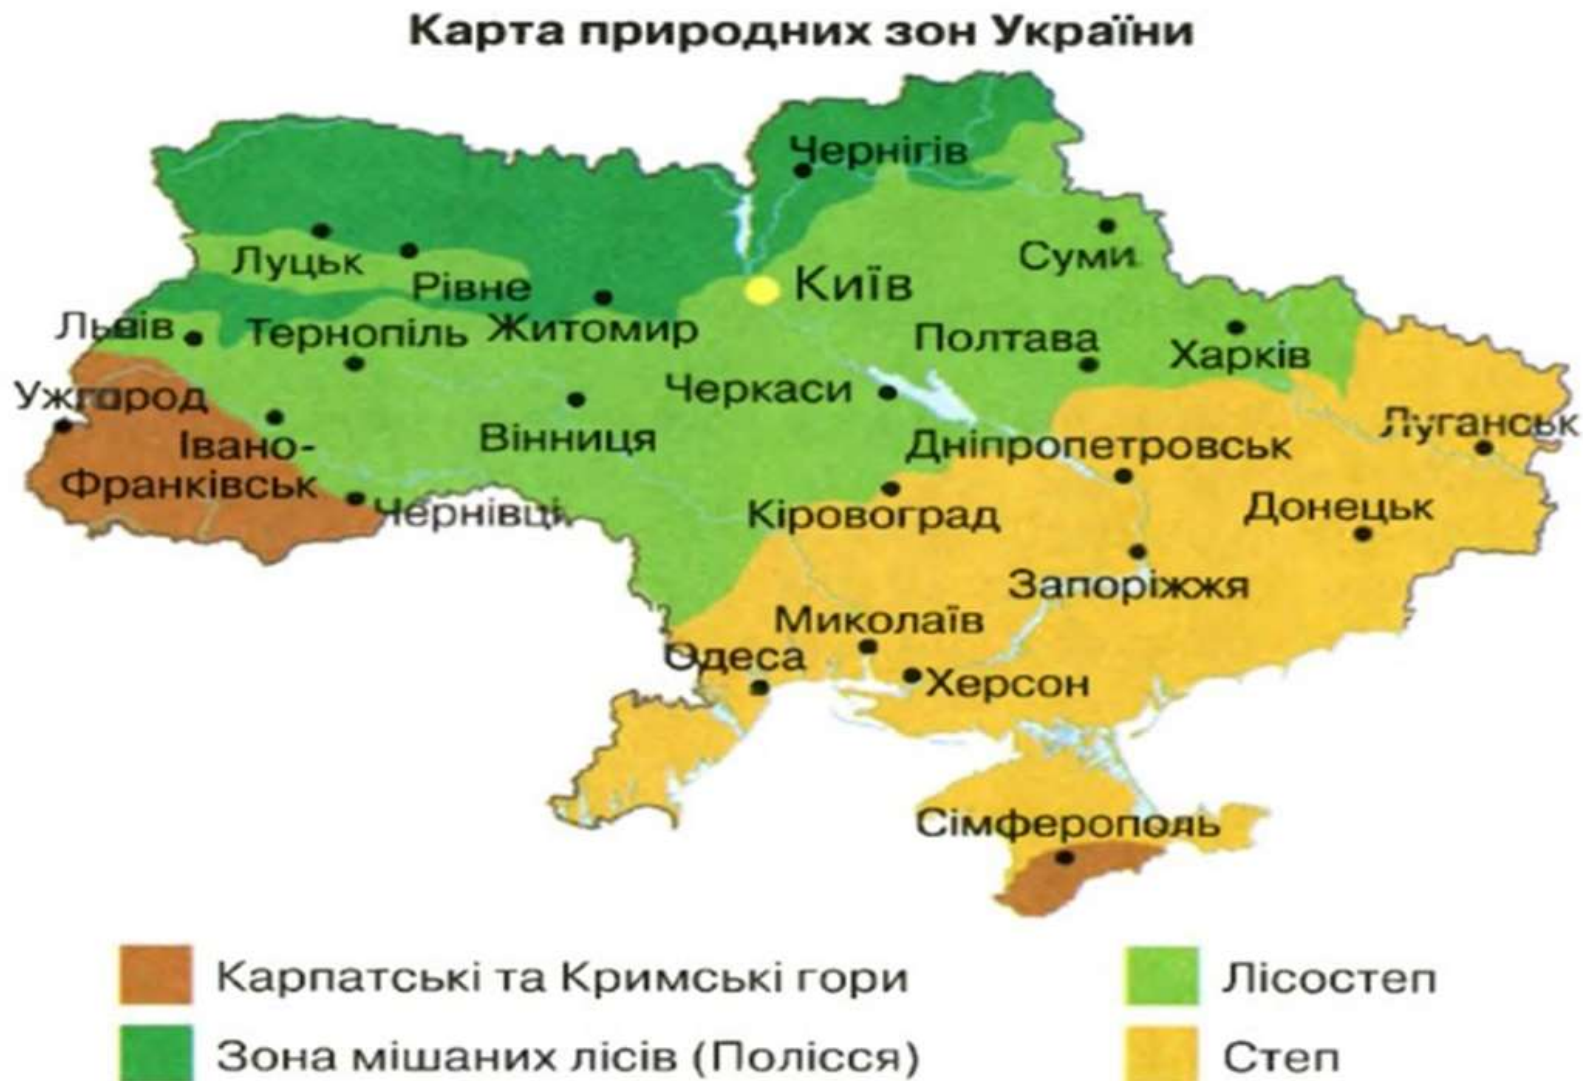 Карта природних зон України
Чернігів
Луцьк
Рівне
Суми
Київ
Львів
Тернопіль
Житомир
Полтава
Харків
Ужгород
Черкаси
Івано-
Франківськ
Вінниця
Дніпропетровськ
Луганськ
Чернівці
Кіровоград
Донецьк
Запоріжжя
Миколаїв
Одеса
Херсон
Сімферополь
Карпатські та Кримські гори
Лісостеп
Зона мішаних лісів (Полісся)
Степ